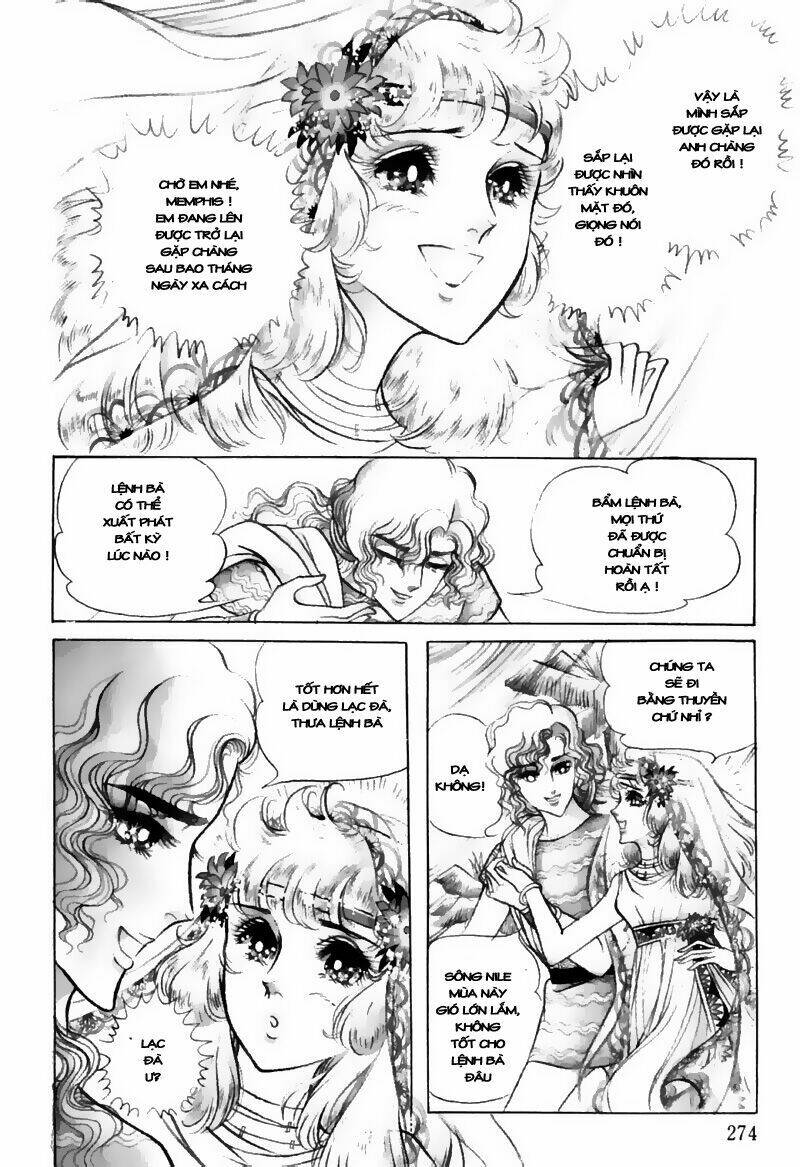 VẬY LÀ
MÌNH SẮP
ĐƯỢC GẶP LẠI
ANH CHÀNG
ĐÓ RỒI !
SẮP LẠI
ĐƯỢC NHÌN
THẤY KHUÔN
MẶT ĐÓ,
GIỌNG NÓI
ĐÓ !
CHỜ EM NHÉ,
MEMPHIS !
EM ĐANG LÊN
ĐƯỢC TRỞ LẠI
GẶP CHÀNG
SAU BAO THÁNG
NGÀY XA CÁCH
BẨM LỆNH BÀ,
MỌI THỨ
ĐÃ ĐƯỢC
CHUẨN BỊ
HOÀN TẤT
RỒI Ạ !
LỆNH BÀ
CÓ THỂ
XUẤT PHÁT
BẤT KỲ
LÚC NÀO !
CHÚNG TA
SẼ ĐI
BẰNG THUYỀN
CHỨ NHỈ ?
DẠ
KHÔNG!
SÔNG NILE
MÙA NÀY
GIÓ LỚN LẮM,
KHÔNG
TỐT CHO
LỆNH BÀ
ĐÂU
TỐT HƠN HẾT
LÀ DÙNG LẠC ĐÀ,
THƯA LỆNH BÀ
LẠC
ĐÀ
Ư?
274